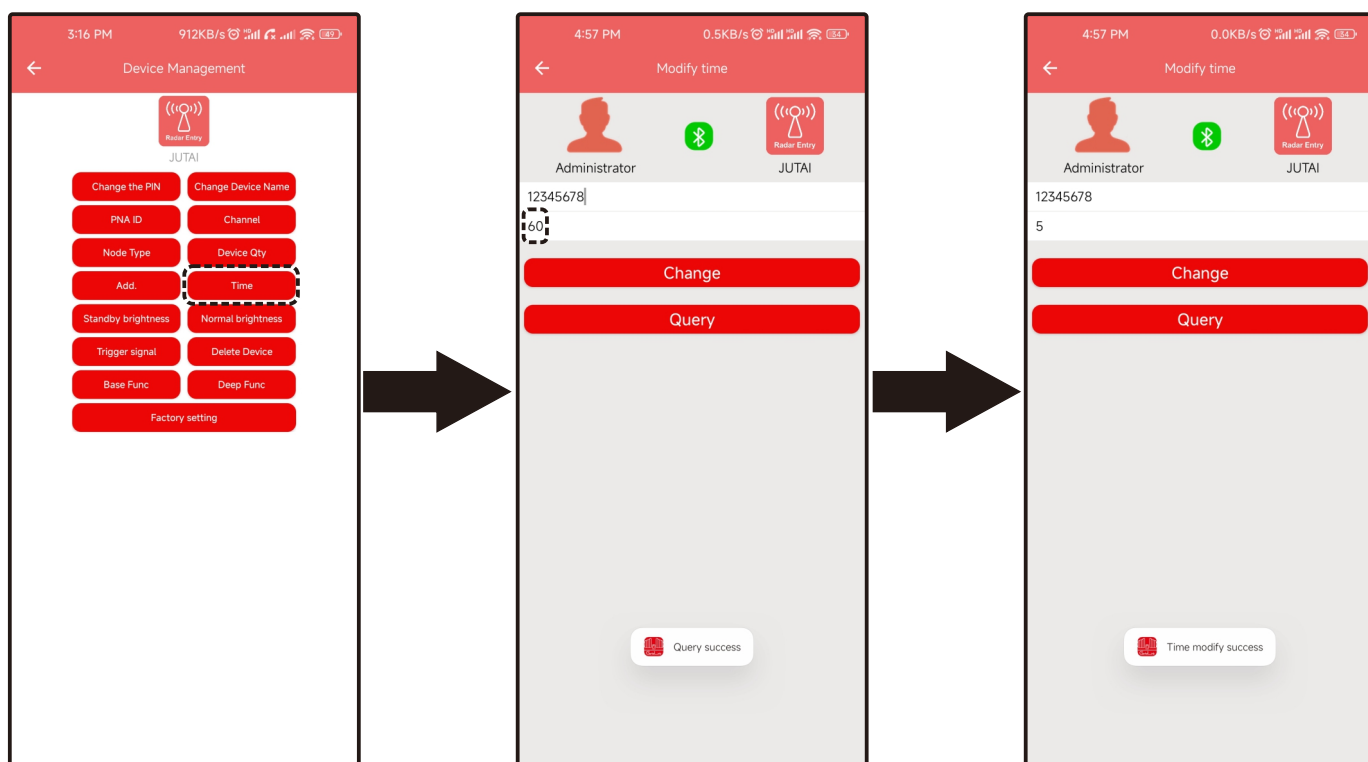 3:16 PM 912KB/s 49
Device Management
Radar Entry
JUTAI
Change the PIN Change Device Name
PNA ID Channel
Node Type Device Qty
Add. Time
Standby brightness Normal brightness
Trigger signal Delete Device
Base Func Deep Func
Factory setting
4:57 PM 0.5KB/s 54
Modify time
Radar Entry
Administrator JUTAI
12345678
60
Change
Query
Query success
4:57 PM 0.0KB/s 54
Modify time
Radar Entry
Administrator JUTAI
12345678
5
Change
Query
Time modify success